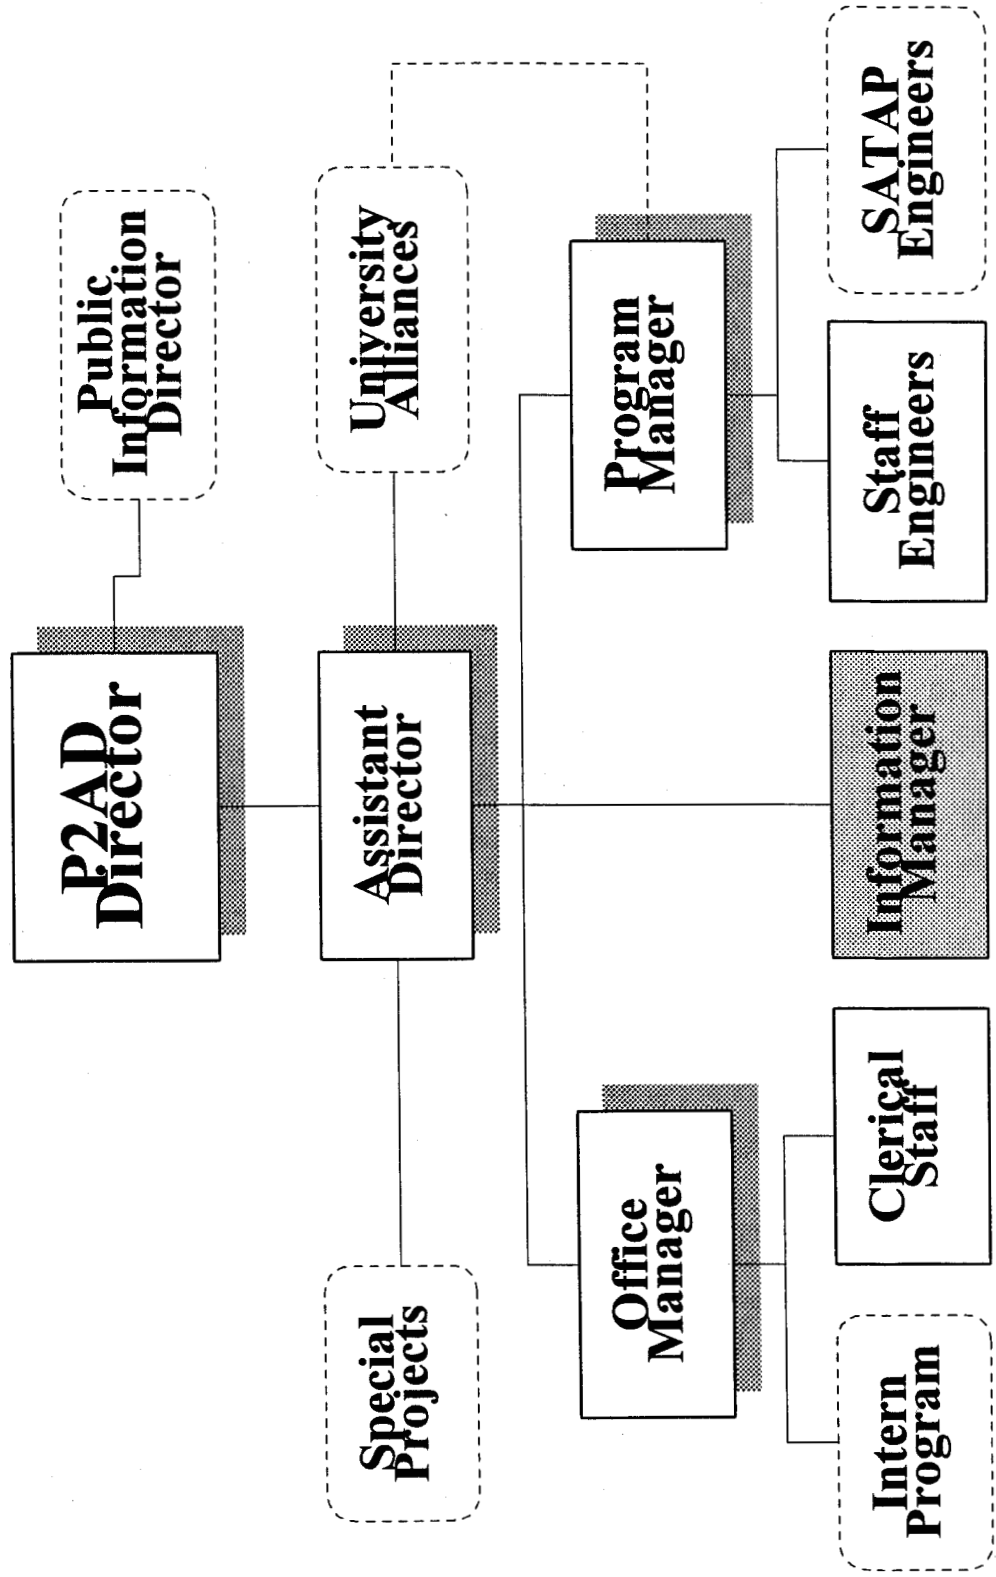 P2AD
Director
Public
Information
Director
Special
Projects
Assistant
Director
University
Alliances
Office
Manager
Program
Manager
Intern
Program
Clerical
Staff
Information
Manager
Staff
Engineers
SATAP
Engineers